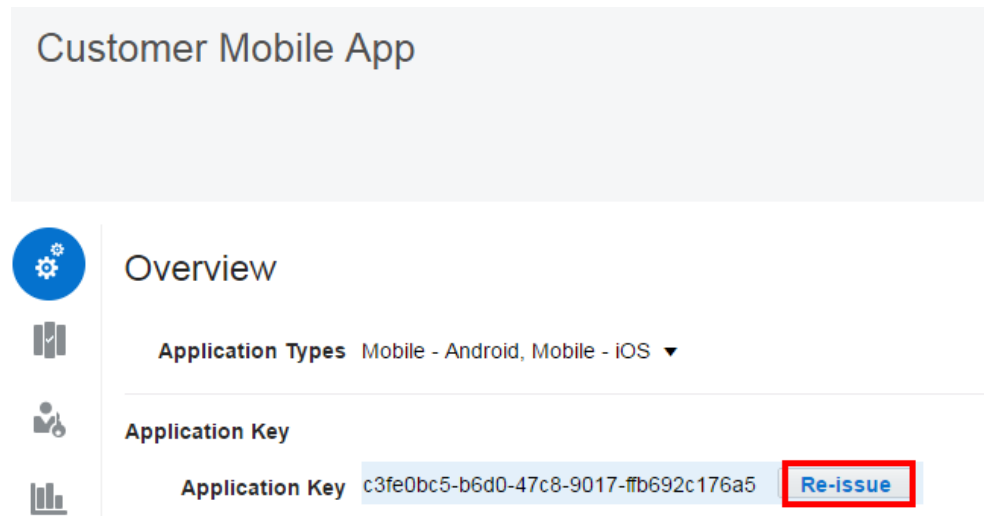 Customer Mobile App
Overview
Application Types Mobile - Android, Mobile - iOS
Application Key
Application Key c3fe0bc5-b6d0-47c8-9017-ffb692c176a5 Re-issue